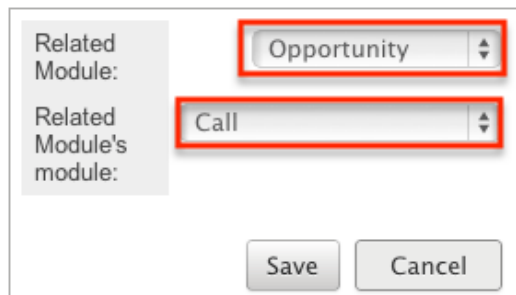 Related
Module:
Opportunity
Related
Module's
module:
Call
Save
Cancel